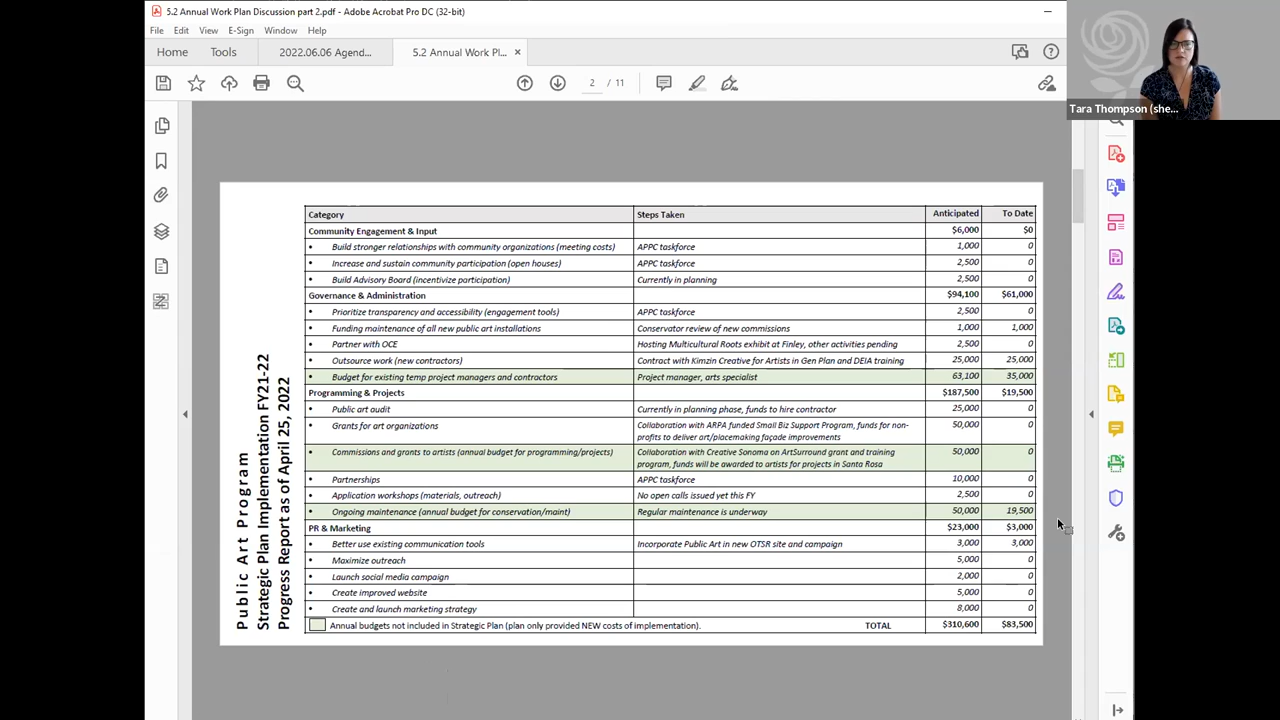 5.2 Annual Work Plan Discussion part 2.pdf - Adobe Acrobat Pro DC (32-bit)
File Edit View E-Sign Window Help
Home Tools 2022.06.06 Agend... 5.2 Annual Work Pl... ×
2 / 11
Tara Thompson (she...
Public Art Program
Strategic Plan Implementation FY21-22
Progress Report as of April 25, 2022
Category Steps Taken Anticipated To Date
Community Engagement & Input $6,000 $0
• Build stronger relationships with community organizations (meeting costs) APPC taskforce 1,000 0
• Increase and sustain community participation (open houses) APPC taskforce 2,500 0
• Build Advisory Board (incentivize participation) Currently in planning 2,500 0
Governance & Administration $94,100 $61,000
• Prioritize transparency and accessibility (engagement tools) APPC taskforce 2,500 0
• Funding maintenance of all new public art installations Conservator review of new commissions 1,000 1,000
• Partner with OCE Hosting Multicultural Roots exhibit at Finley, other activities pending 2,500 0
• Outsource work (new contractors) Contract with Kimzin Creative for Artists in Gen Plan and DEIA training 25,000 25,000
• Budget for existing temp project managers and contractors Project manager, arts specialist 63,100 35,000
Programming & Projects $187,500 $19,500
• Public art audit Currently in planning phase, funds to hire contractor 25,000 0
• Grants for art organizations Collaboration with ARPA funded Small Biz Support Program, funds for non- 50,000 0
profits to deliver art/placemaking façade improvements
• Commissions and grants to artists (annual budget for programming/projects) Collaboration with Creative Sonoma on ArtSurround grant and training 50,000 0
program, funds will be awarded to artists for projects in Santa Rosa
• Partnerships APPC taskforce 10,000 0
• Application workshops (materials, outreach) No open calls issued yet this FY 2,500 0
• Ongoing maintenance (annual budget for conservation/maint) Regular maintenance is underway 50,000 19,500
PR & Marketing $23,000 $3,000
• Better use existing communication tools Incorporate Public Art in new OTSR site and campaign 3,000 3,000
• Maximize outreach 5,000 0
• Launch social media campaign 2,000 0
• Create improved website 5,000 0
• Create and launch marketing strategy 8,000 0
Annual budgets not included in Strategic Plan (plan only provided NEW costs of implementation). TOTAL $310,600 $83,500